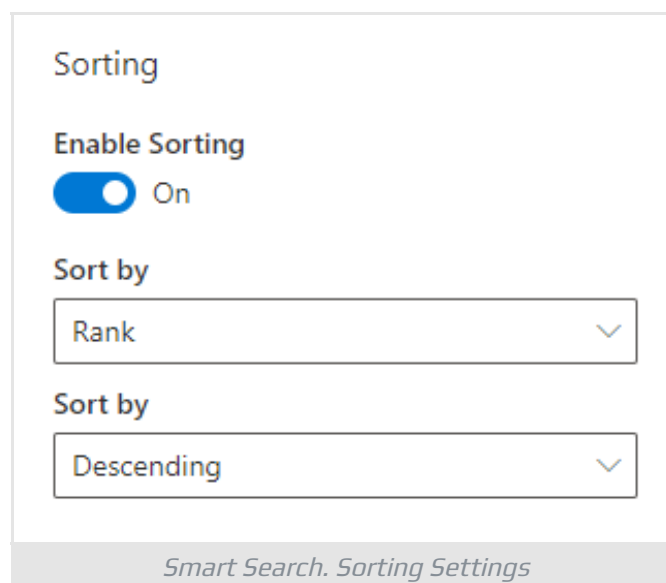 Sorting
Enable Sorting
On
Sort by
Rank
Sort by
Descending
Smart Search. Sorting Settings